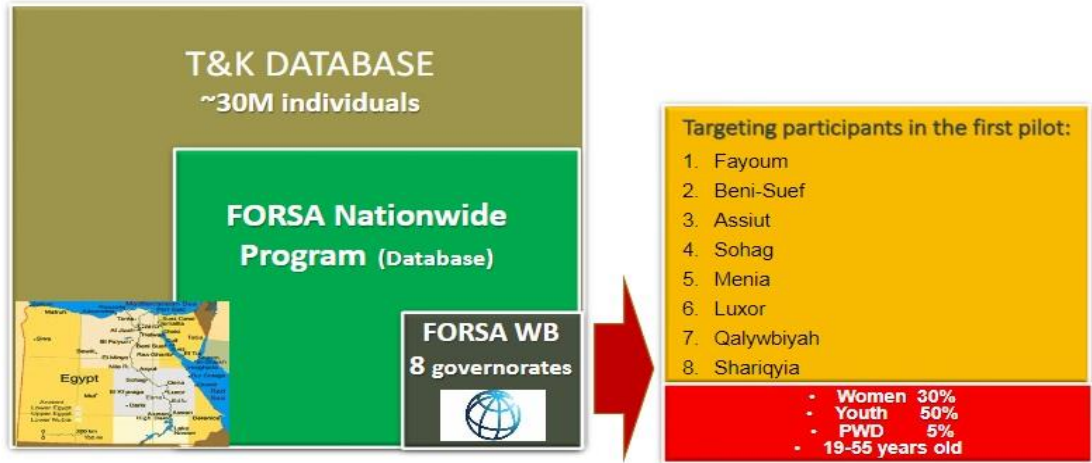 T&K DATABASE
~30M individuals
FORSA Nationwide
Program (Database)
Egypt
FORSA WB
8 governorates
Targeting participants in the first pilot:
1. Fayoum
2. Beni-Suef
3. Assiut
4. Sohag
5. Menia
6. Luxor
7. Qalywbiyah
8. Shariqyia
• Women 30%
• Youth 50%
• PWD 5%
• 19-55 years old